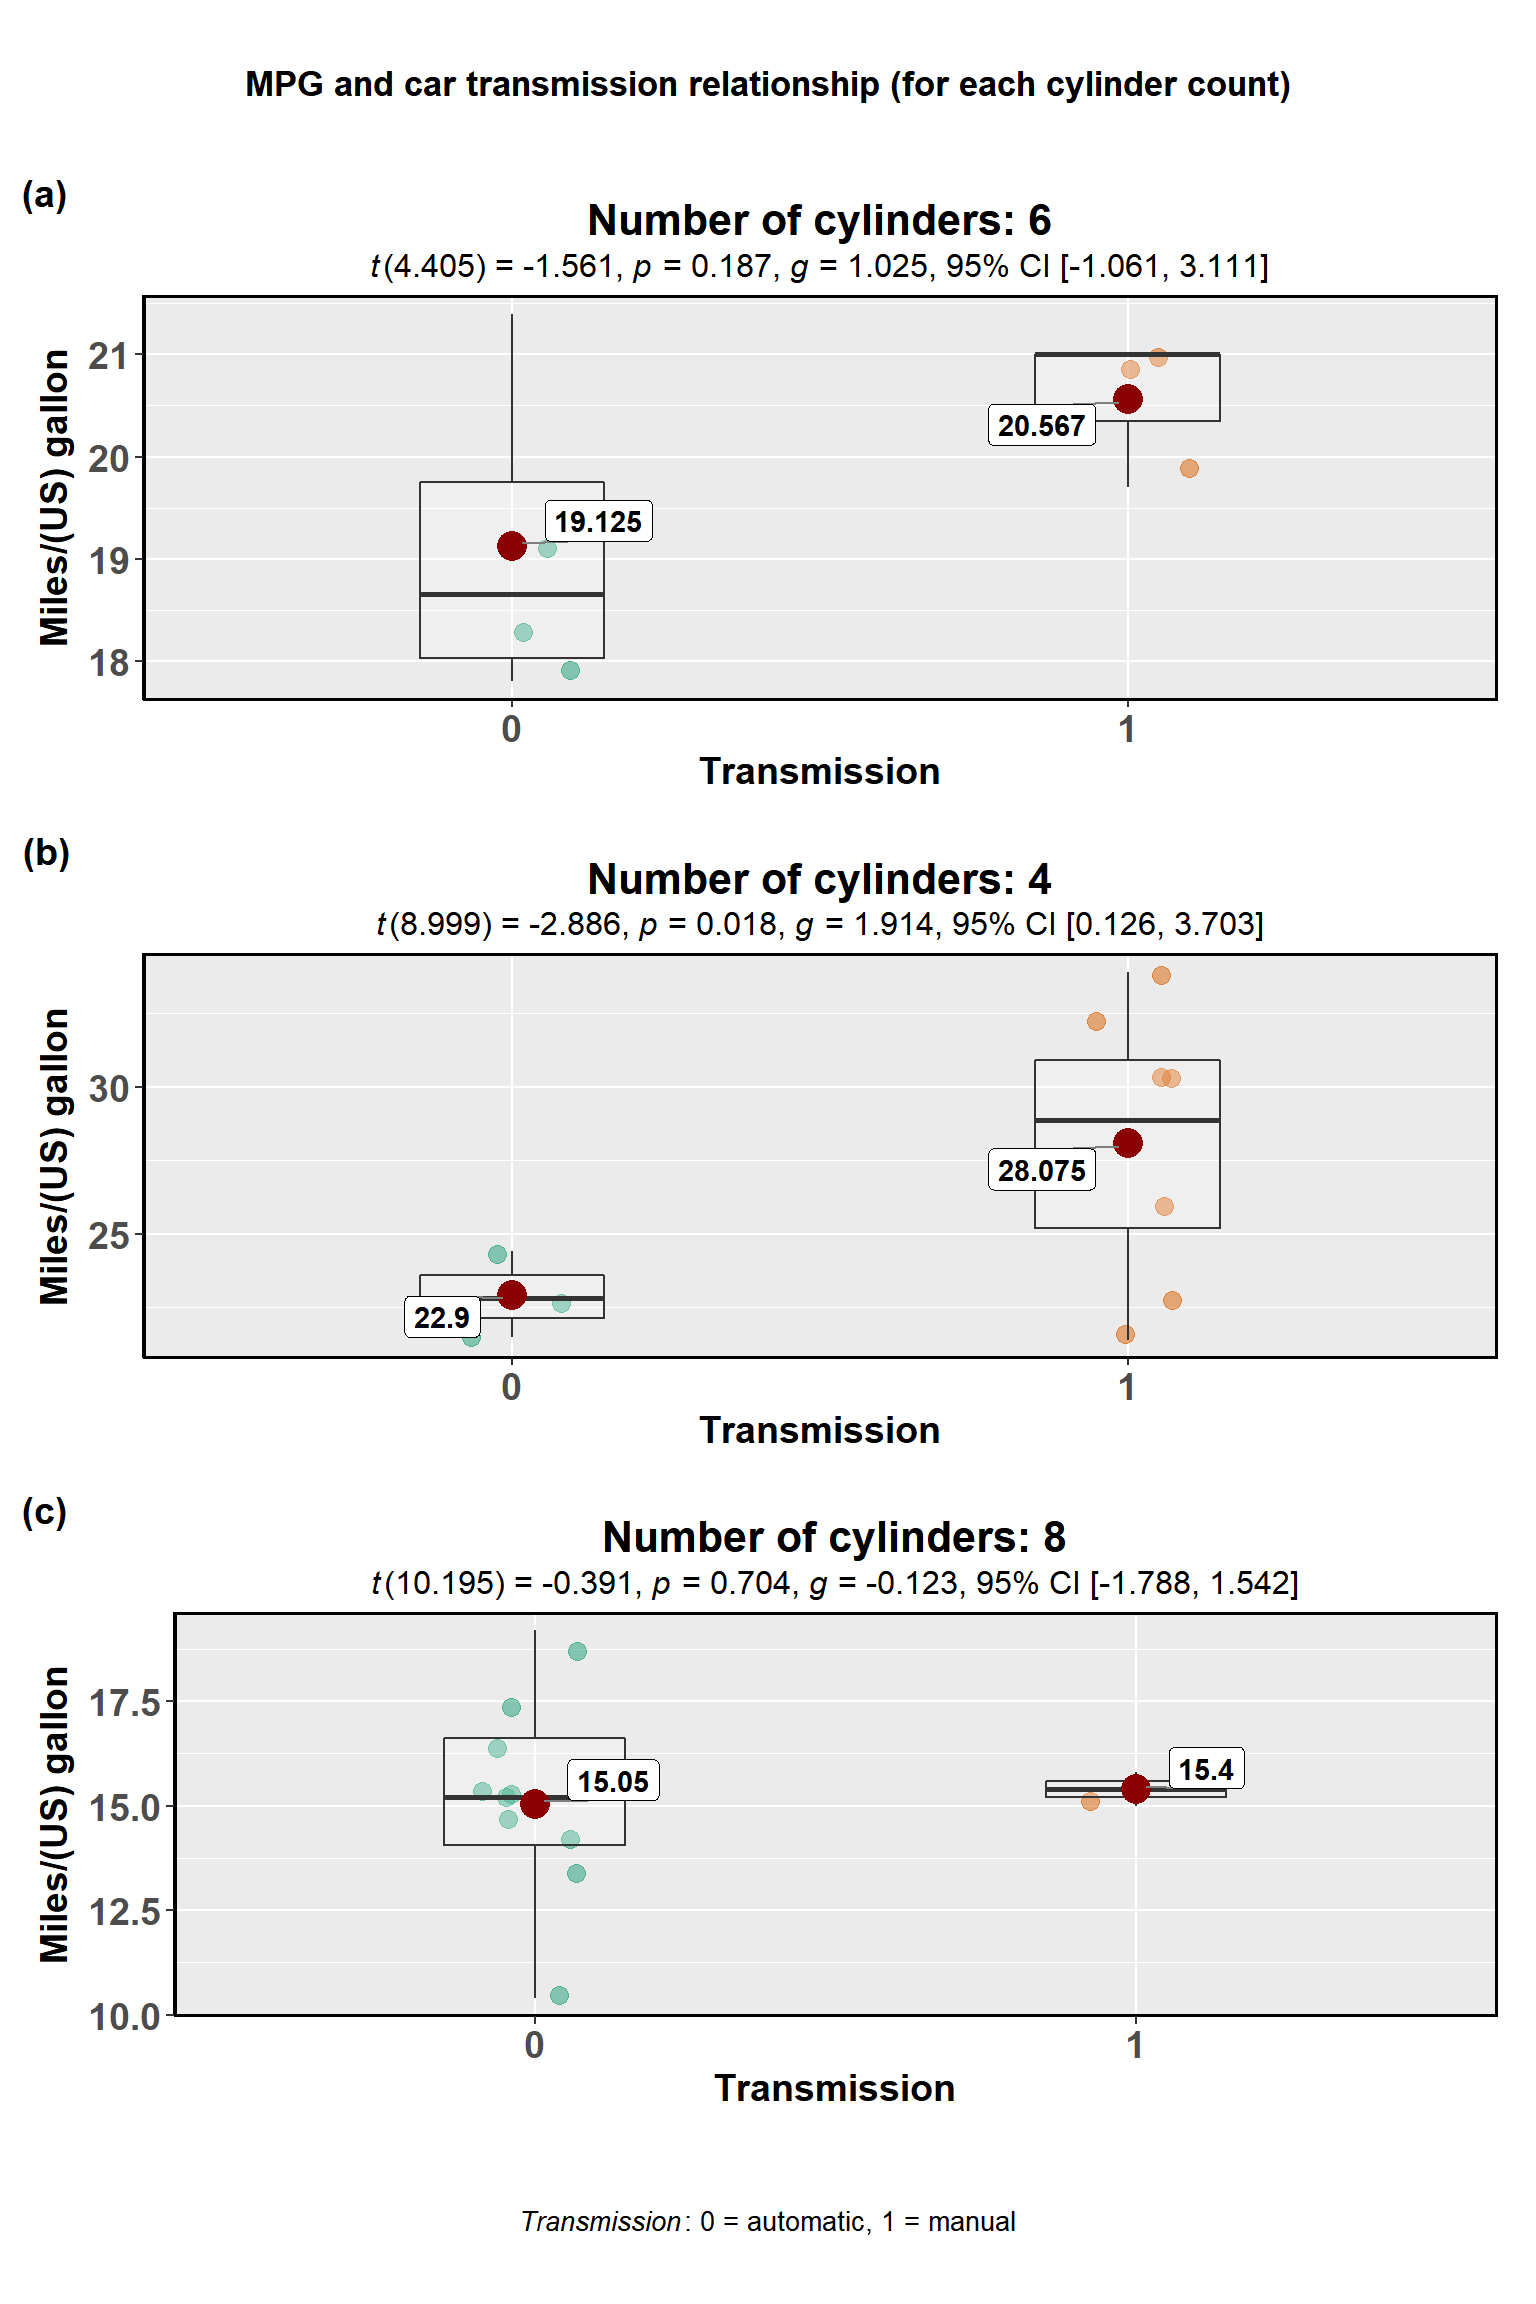 MPG and car transmission relationship (for each cylinder count)
(a)
Number of cylinders: 6
t(4.405) = -1.561, p = 0.187, g = 1.025, 95% CI [-1.061, 3.111]
Miles/(US) gallon
21
20
19
18
19.125
20.567
0
1
Transmission
(b)
Number of cylinders: 4
t(8.999) = -2.886, p = 0.018, g = 1.914, 95% CI [0.126, 3.703]
Miles/(US) gallon
30
25
22.9
28.075
0
1
Transmission
(c)
Number of cylinders: 8
t(10.195) = -0.391, p = 0.704, g = -0.123, 95% CI [-1.788, 1.542]
Miles/(US) gallon
17.5
15.0
12.5
10.0
15.05
15.4
0
1
Transmission
Transmission: 0 = automatic, 1 = manual